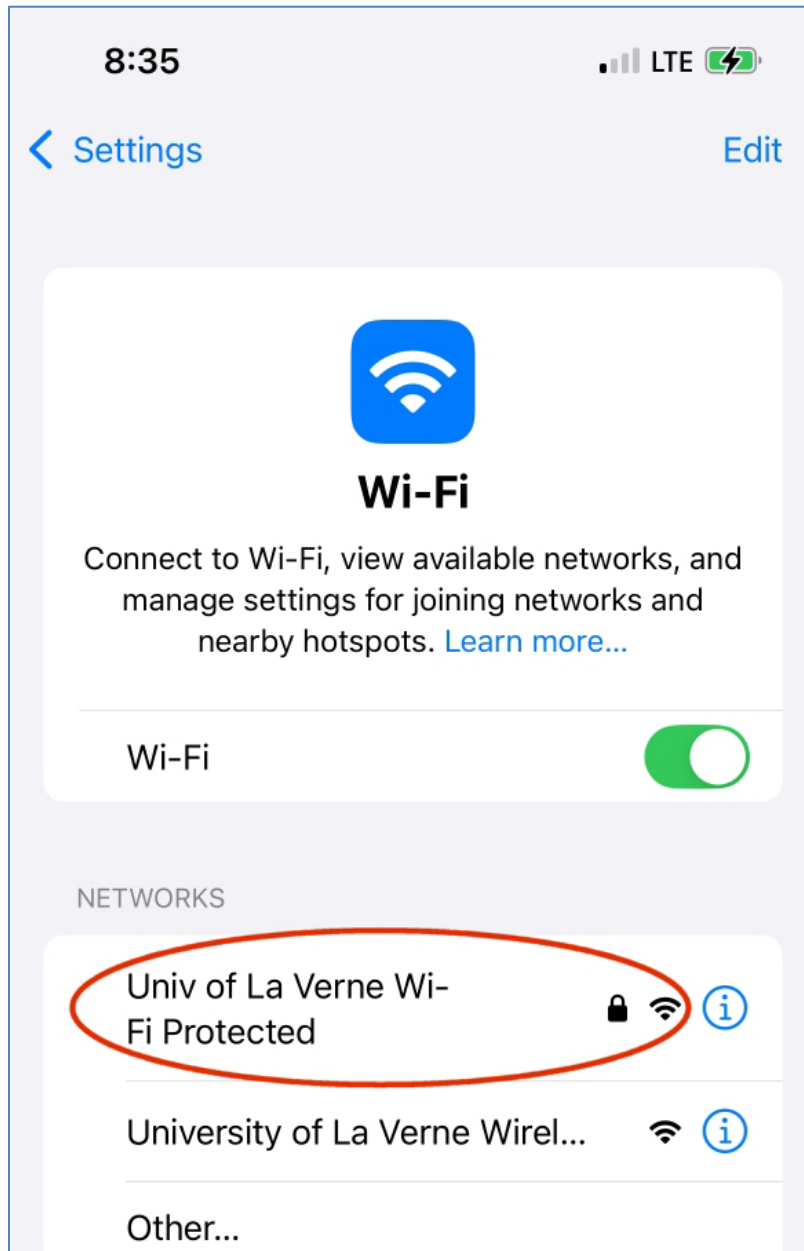 8:35 LTE
Settings Edit
Wi-Fi
Connect to Wi-Fi, view available networks, and
manage settings for joining networks and
nearby hotspots. Learn more...
Wi-Fi
NETWORKS
Univ of La Verne Wi-
Fi Protected
University of La Verne Wirel...
Other...